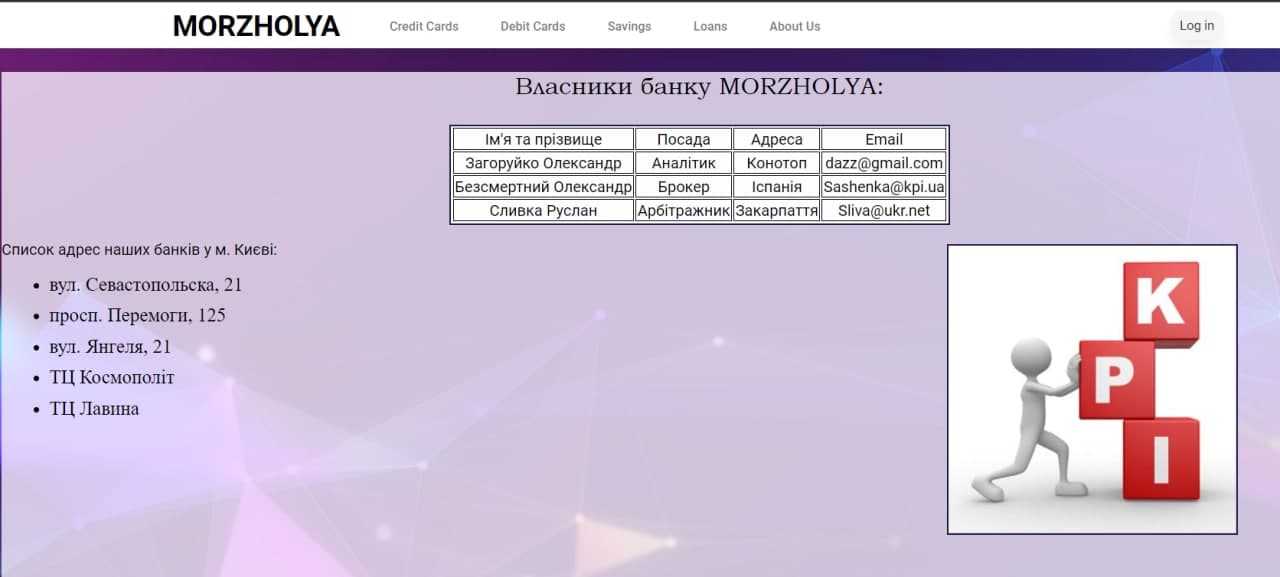 MORZHOLYA Credit Cards Debit Cards Savings Loans About Us Log in
Власники банку MORZHOLYA:
Ім'я та прізвище Посада Адреса Email
Загоруйко Олександр Аналітик Конотоп dazz@gmail.com
Безсмертний Олександр Брокер Іспанія Sashenka@kpi.ua
Сливка Руслан Арбітражник Закарпаття Sliva@ukr.net
Список адрес наших банків у м. Києві:
вул. Севастопольска, 21
просп. Перемоги, 125
вул. Янгеля, 21
ТЦ Космополіт
ТЦ Лавина
K
P
I